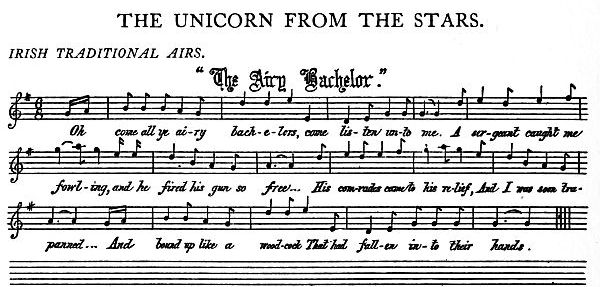 THE UNICORN FROM THE STARS.
IRISH TRADITIONAL AIRS.
"The Airy Bachelor."
Oh come all ye ai-ry bach-e-lers, come lis-ten un-to me. A ser-geant caught me
fowl-ing, and he fired his gun so free... His com-rades came to his re-lief, And I was soon tra-
panned... And bound up like a wood-cock That had fall-en in-to their hands.